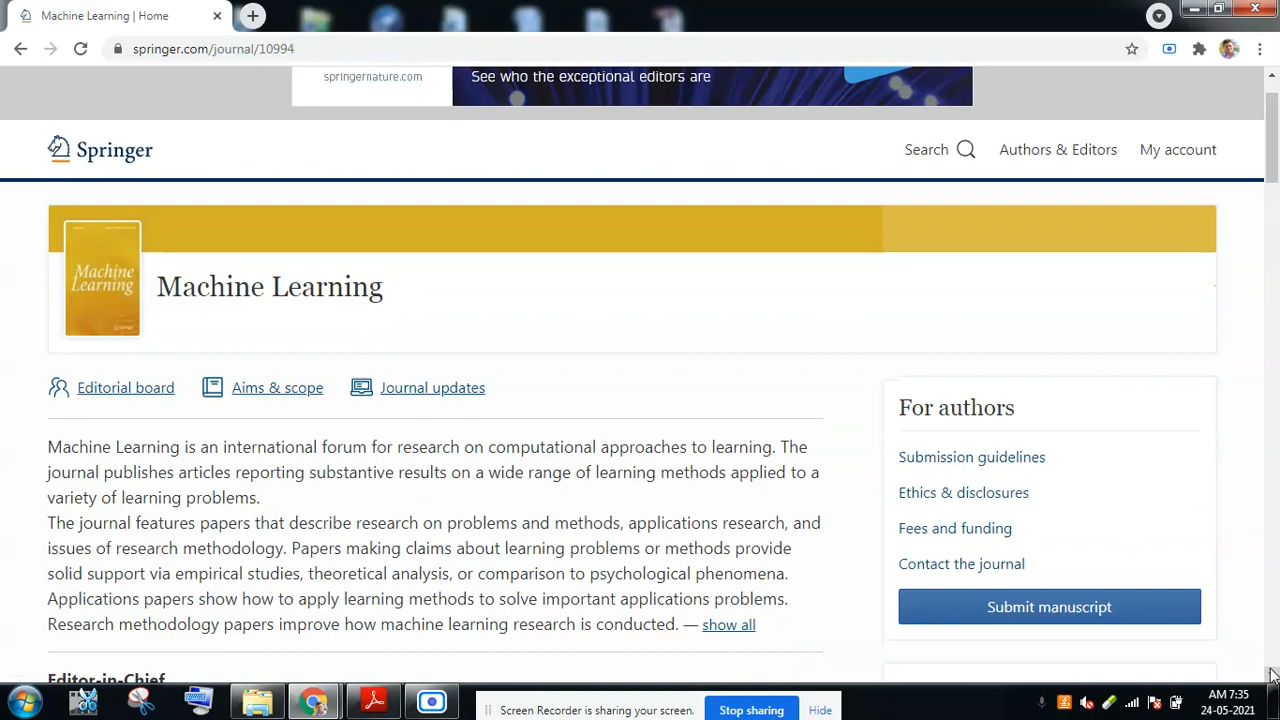 Machine Learning | Home
springer.com/journal/10994
springernature.com
See who the exceptional editors are
Springer
Search
Authors & Editors
My account
Machine Learning
Machine Learning
Editorial board
Aims & scope
Journal updates
Machine Learning is an international forum for research on computational approaches to learning. The
journal publishes articles reporting substantive results on a wide range of learning methods applied to a
variety of learning problems.
The journal features papers that describe research on problems and methods, applications research, and
issues of research methodology. Papers making claims about learning problems or methods provide
solid support via empirical studies, theoretical analysis, or comparison to psychological phenomena.
Applications papers show how to apply learning methods to solve important applications problems.
Research methodology papers improve how machine learning research is conducted. — show all
Editor-in-Chief
For authors
Submission guidelines
Ethics & disclosures
Fees and funding
Contact the journal
Submit manuscript
Screen Recorder is sharing your screen.
Stop sharing
Hide
AM 7:35
24-05-2021